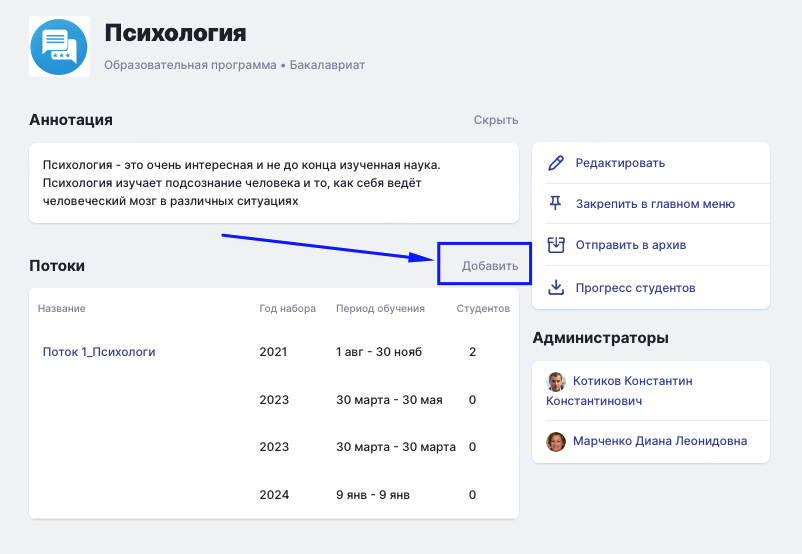 Психология
Образовательная программа • Бакалавриат
Аннотация
Скрыть
Психология - это очень интересная и не до конца изученная наука.
Психология изучает подсознание человека и то, как себя ведёт
человеческий мозг в различных ситуациях
Потоки
Добавить
Название Год набора Период обучения Студентов
Поток 1_Психологи 2021 1 авг - 30 нояб 2
2023 30 марта - 30 мая 0
2023 30 марта - 30 марта 0
2024 9 янв - 9 янв 0
Редактировать
Закрепить в главном меню
Отправить в архив
Прогресс студентов
Администраторы
Котиков Константин
Константинович
Марченко Диана Леонидовна